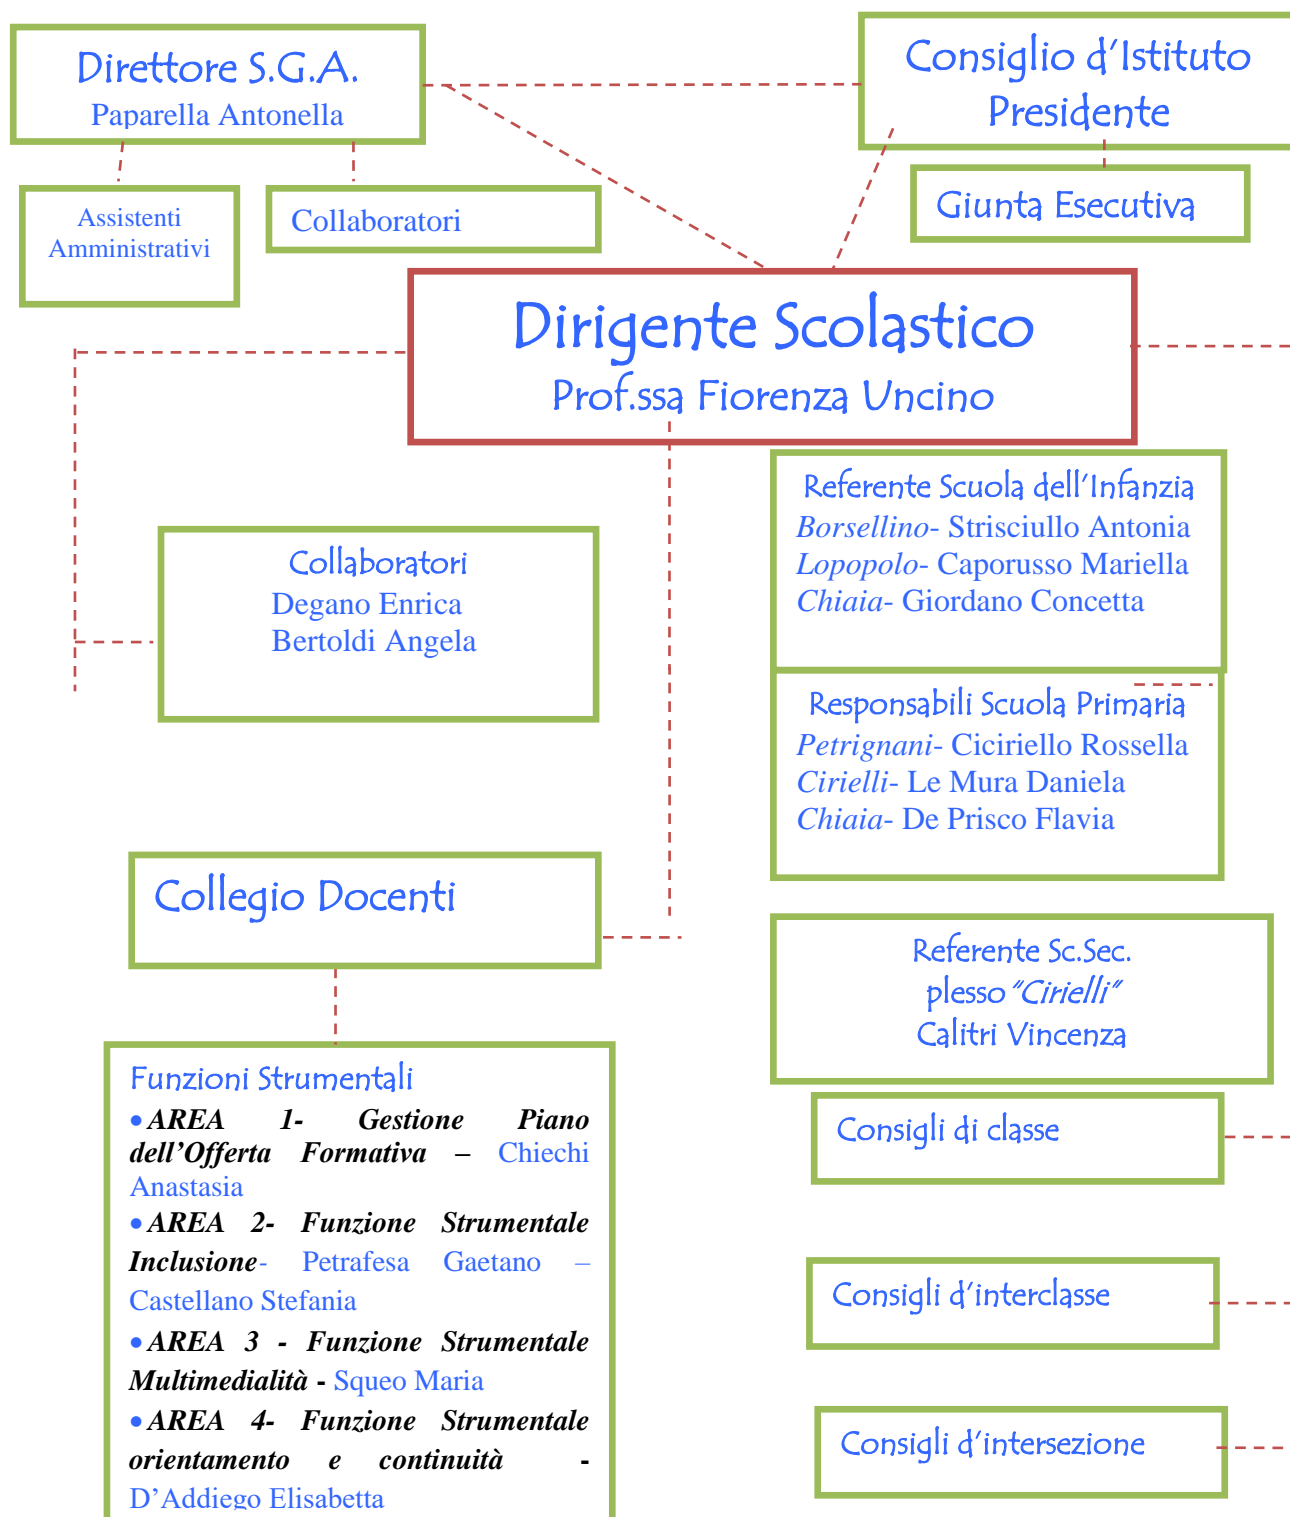 Direttore S.G.A.
Paparella Antonella
Consiglio d'Istituto
Presidente
Assistenti
Amministrativi
Collaboratori
Giunta Esecutiva
Dirigente Scolastico
Prof.ssa Fiorenza Uncino
Referente Scuola dell'Infanzia
Borsellino- Strisciullo Antonia
Lopopolo- Caporusso Mariella
Chiaia- Giordano Concetta
Collaboratori
Degano Enrica
Bertoldi Angela
Responsabili Scuola Primaria
Petrignani- Ciciriello Rossella
Cirielli- Le Mura Daniela
Chiaia- De Prisco Flavia
Collegio Docenti
Referente Sc.Sec.
plesso "Cirielli"
Calitri Vincenza
Funzioni Strumentali
• AREA 1- Gestione Piano
dell'Offerta Formativa – Chiechi
Anastasia
• AREA 2- Funzione Strumentale
Inclusione- Petrafesa Gaetano –
Castellano Stefania
• AREA 3 - Funzione Strumentale
Multimedialità - Squeo Maria
• AREA 4- Funzione Strumentale
orientamento e continuità -
D'Addiego Elisabetta
Consigli di classe
Consigli d'interclasse
Consigli d'intersezione